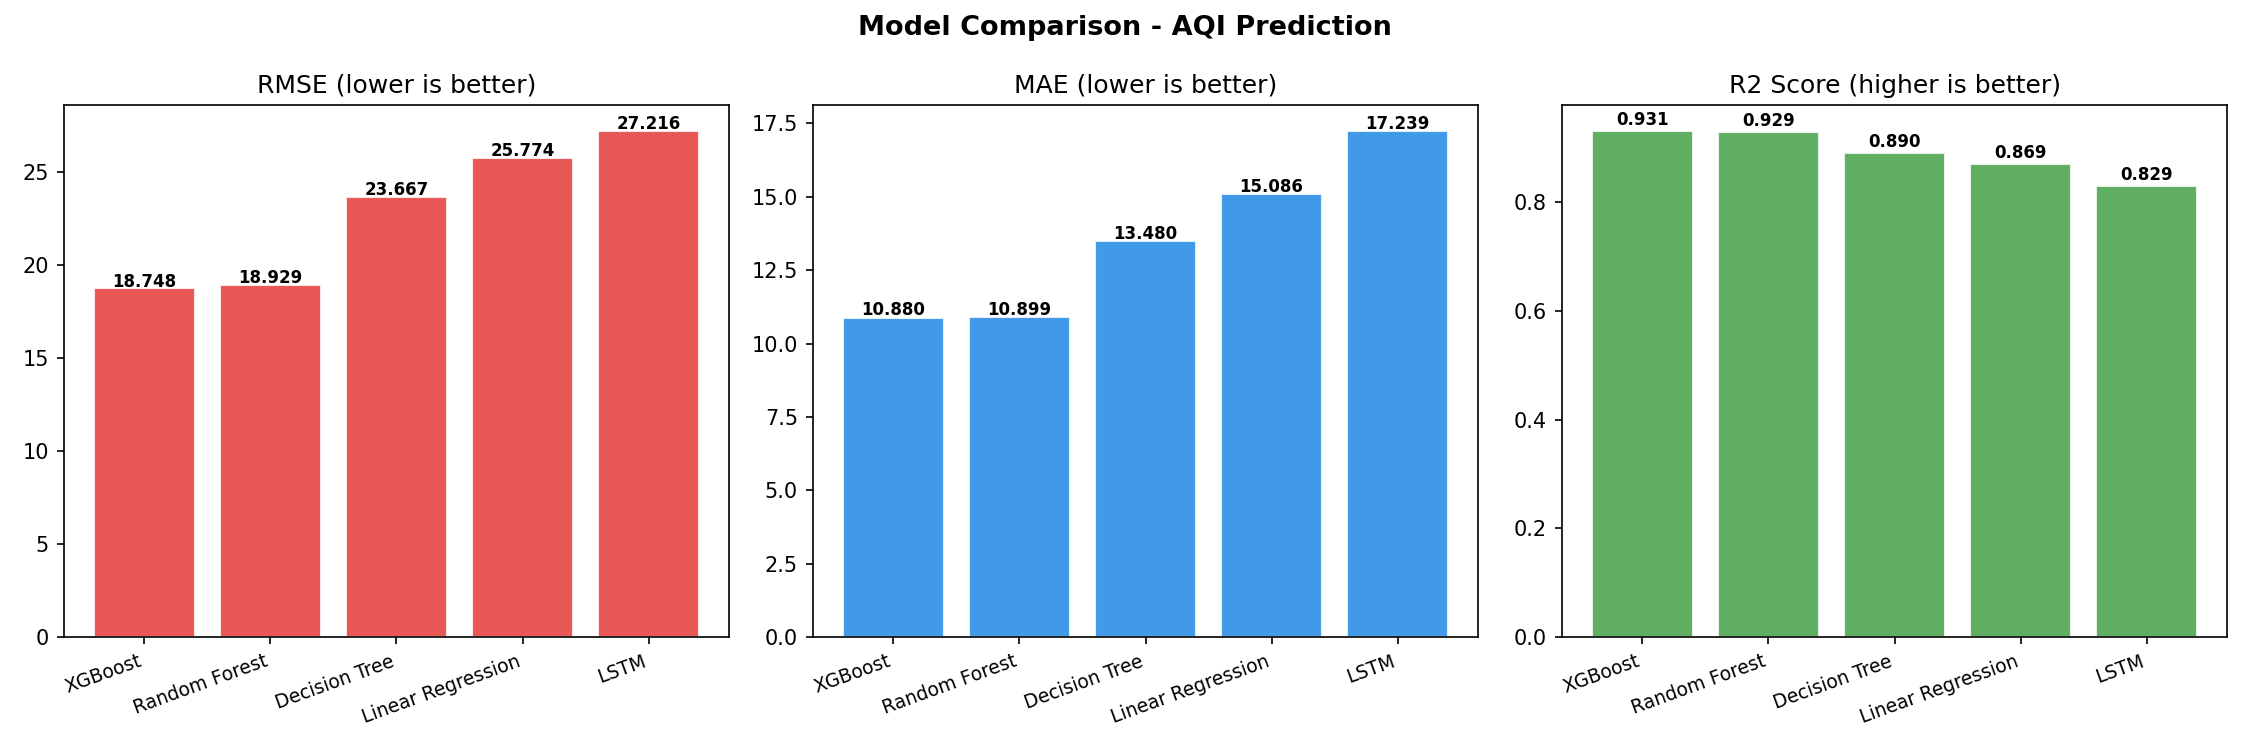 Model Comparison - AQI Prediction
RMSE (lower is better)
27.216
25.774
23.667
18.929
18.748
25
20
15
10
5
0
XGBoost
Random Forest
Decision Tree
Linear Regression
LSTM
MAE (lower is better)
17.239
15.086
13.480
10.899
10.880
17.5
15.0
12.5
10.0
7.5
5.0
2.5
0.0
XGBoost
Random Forest
Decision Tree
Linear Regression
LSTM
R2 Score (higher is better)
0.931
0.929
0.890
0.869
0.829
0.8
0.6
0.4
0.2
0.0
XGBoost
Random Forest
Decision Tree
Linear Regression
LSTM